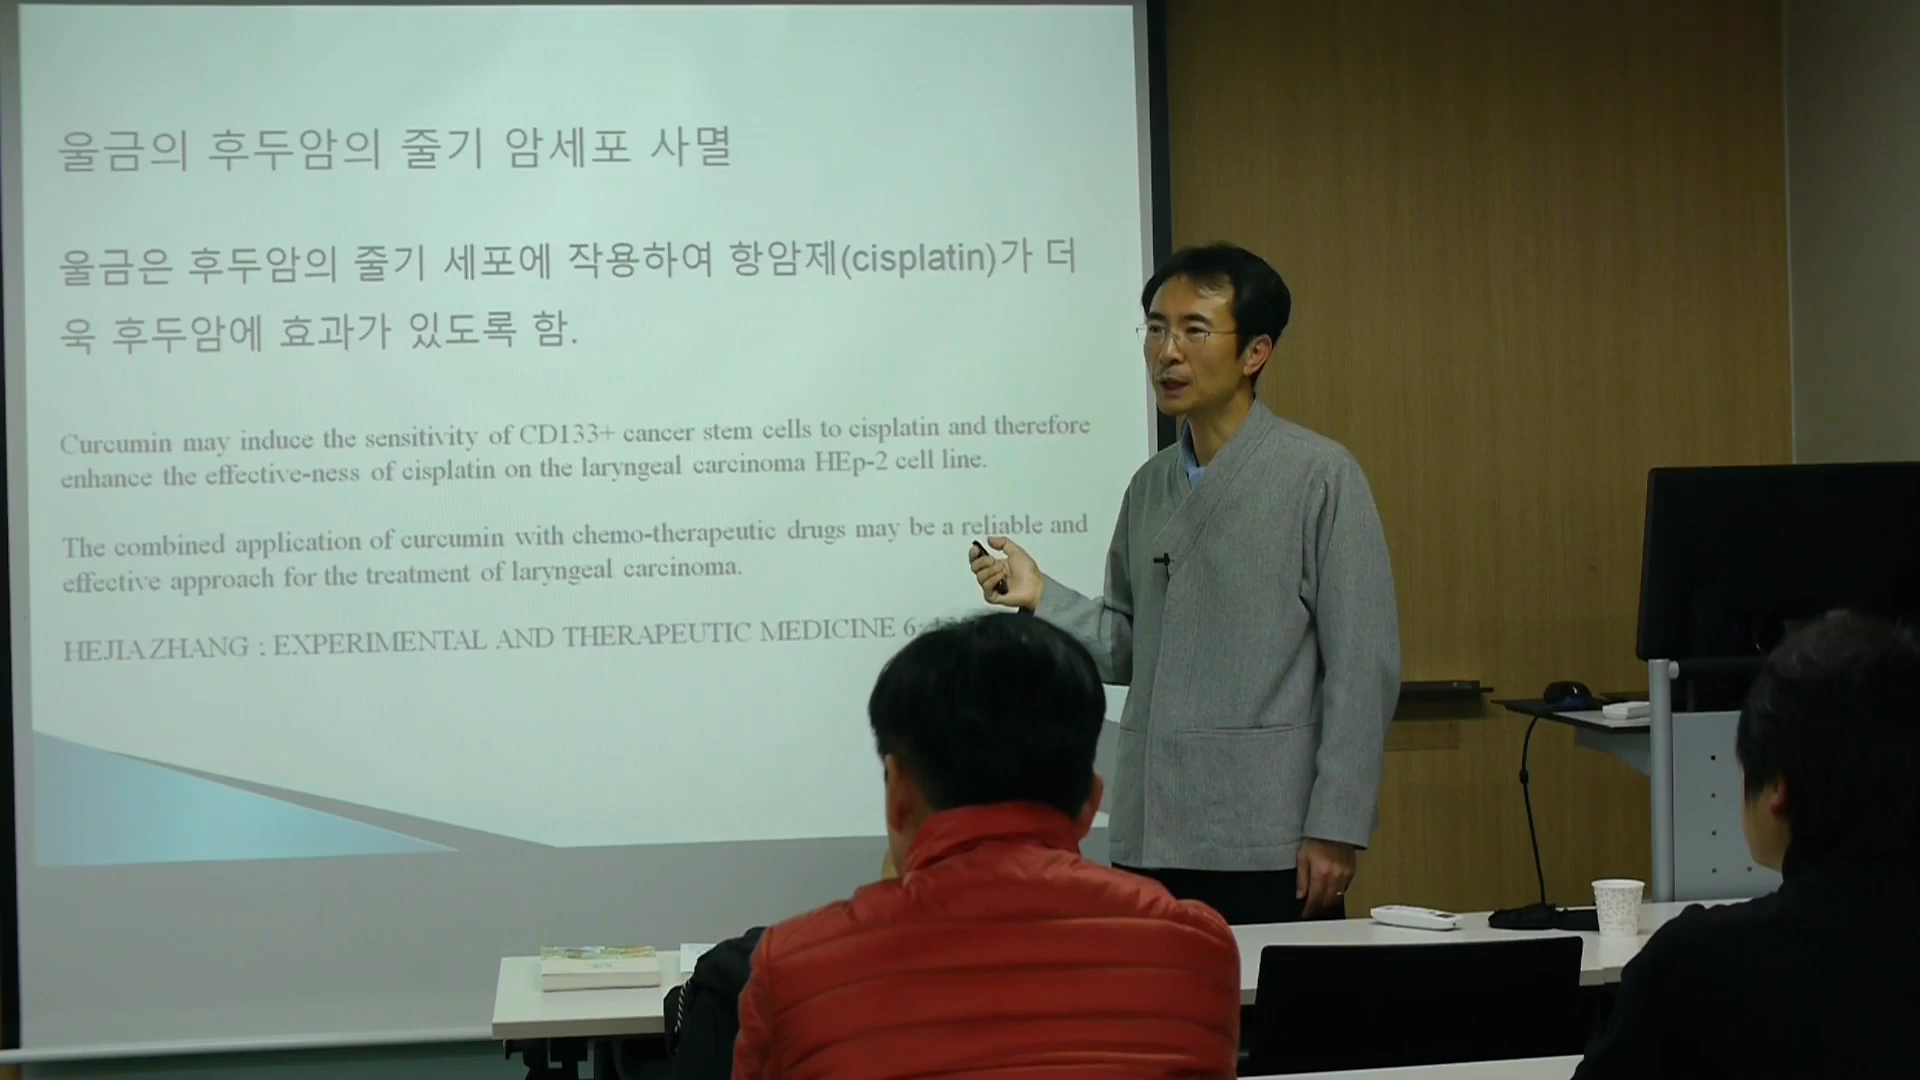 울금의 후두암의 줄기 암세포 사멸
울금은 후두암의 줄기 세포에 작용하여 항암제(cisplatin)가 더
욱 후두암에 효과가 있도록 함.
Curcumin may induce the sensitivity of CD133+ cancer stem cells to cisplatin and therefore
enhance the effective-ness of cisplatin on the laryngeal carcinoma HEp-2 cell line.
The combined application of curcumin with chemo-therapeutic drugs may be a reliable and
effective approach for the treatment of laryngeal carcinoma.
HEJIA ZHANG : EXPERIMENTAL AND THERAPEUTIC MEDICINE 6: